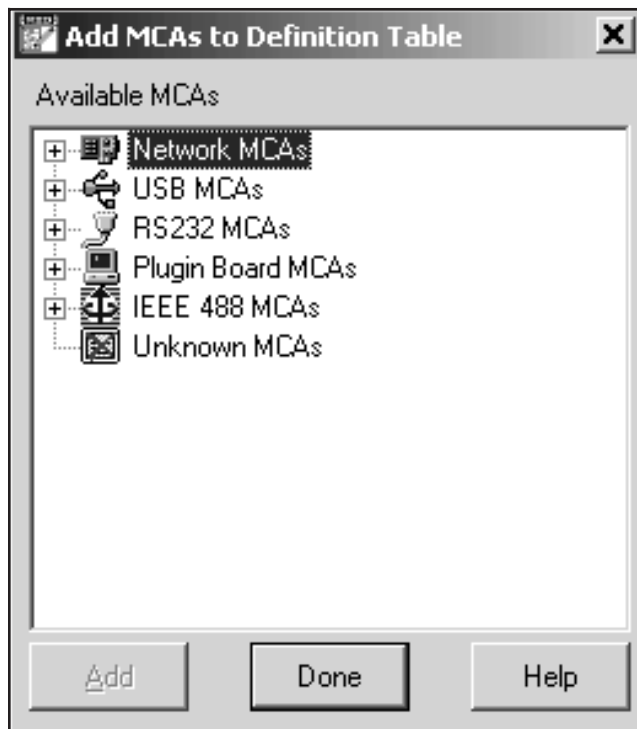 Add MCAs to Definition Table
Available MCAs
Network MCAs
USB MCAs
RS232 MCAs
Plugin Board MCAs
IEEE 488 MCAs
Unknown MCAs
Add Done Help